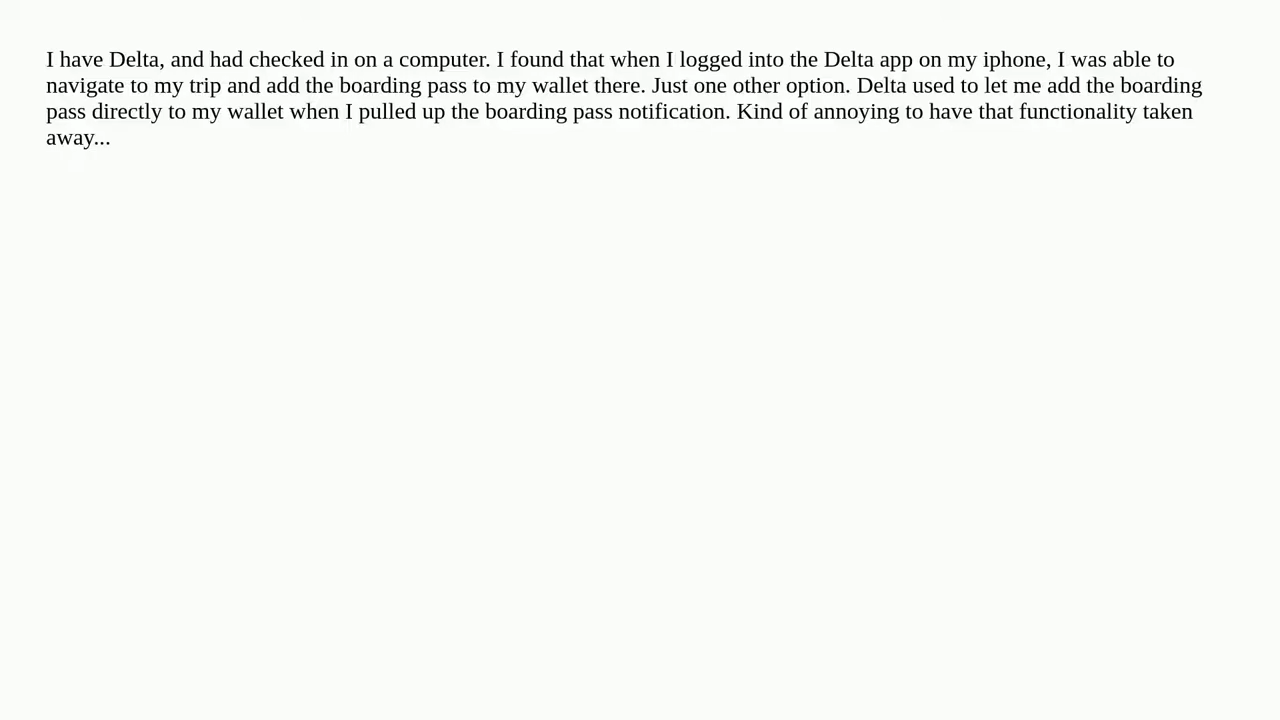 I have Delta, and had checked in on a computer. I found that when I logged into the Delta app on my iphone, I was able to
navigate to my trip and add the boarding pass to my wallet there. Just one other option. Delta used to let me add the boarding
pass directly to my wallet when I pulled up the boarding pass notification. Kind of annoying to have that functionality taken
away...